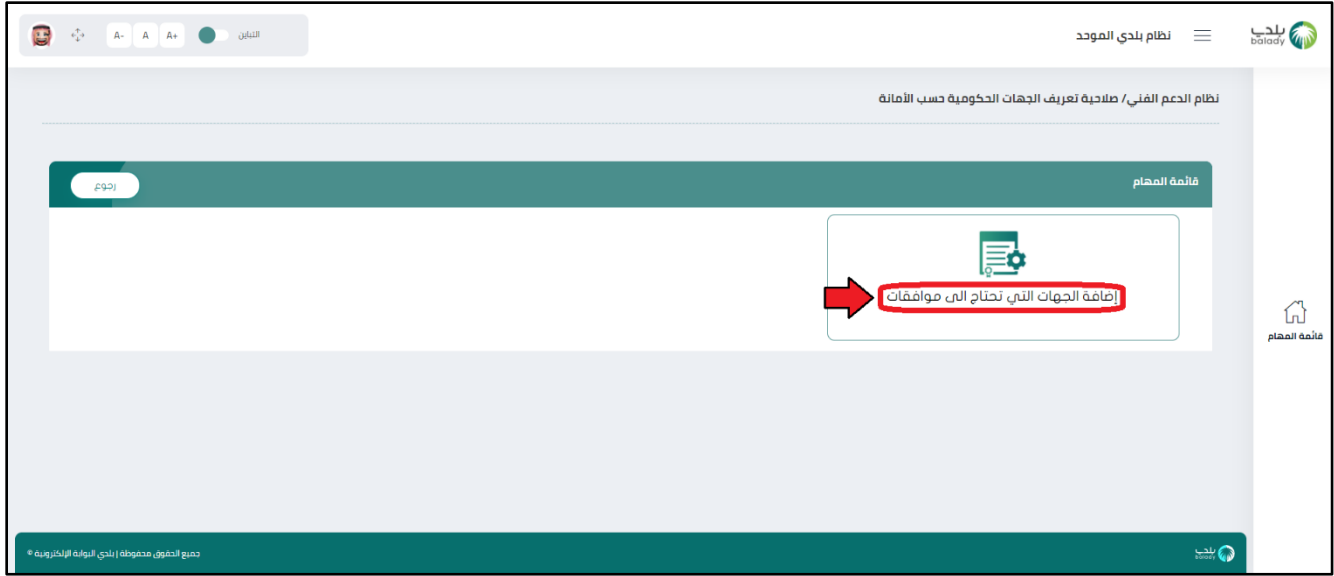 بلدي
balady
نظام بلدي الموحد
التباين
A+
A
A-
نظام الدعم الفني/ صلاحية تعريف الجهات الحكومية حسب الأمانة
قائمة المهام
رجوع
إضافة الجهات التي تحتاج الى موافقات
قائمة المهام
بلدي
balady
جميع الحقوق محفوظة | بلدي البوابة الإلكترونية ©